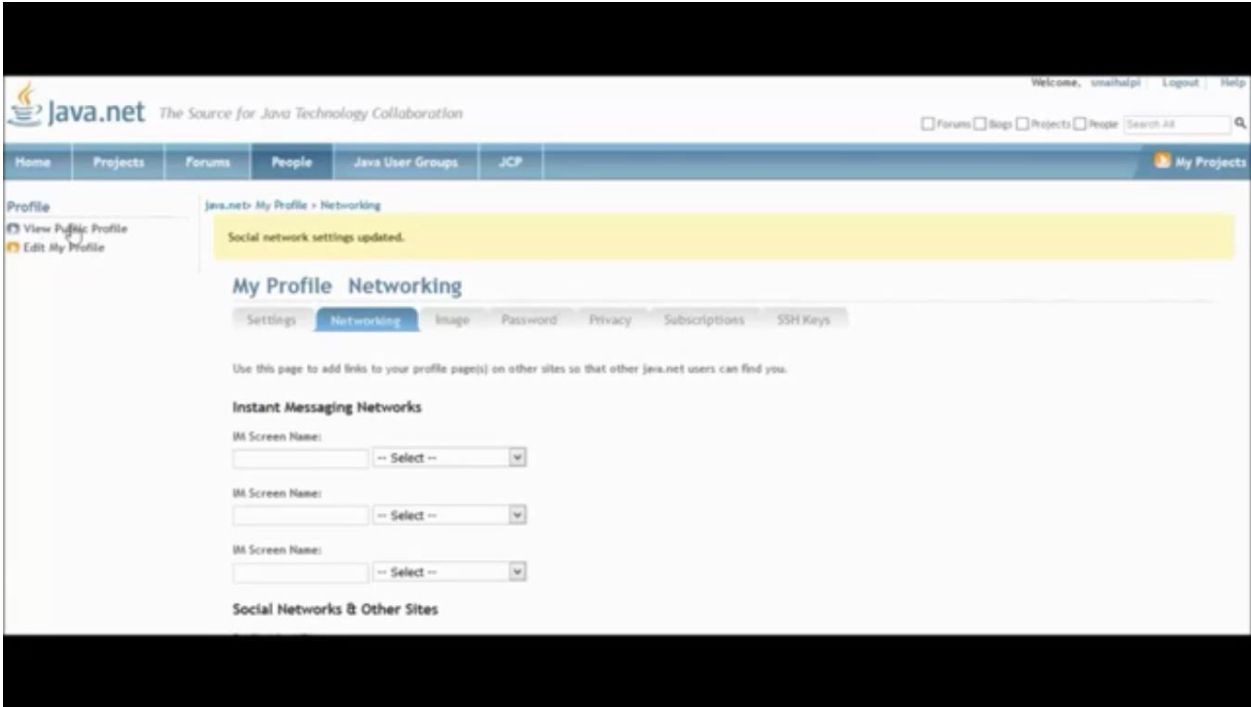 Welcome, smalhalpi Logout Help
Java.net The Source for Java Technology Collaboration
Forums Blogs Projects People Search All
Home Projects Forums People Java User Groups JCP My Projects
Profile
View Public Profile
Edit My Profile
java.net> My Profile > Networking
Social network settings updated.
My Profile Networking
Settings Networking Image Password Privacy Subscriptions SSH Keys
Use this page to add links to your profile page(s) on other sites so that other java.net users can find you.
Instant Messaging Networks
IM Screen Name:
-- Select --
IM Screen Name:
-- Select --
IM Screen Name:
-- Select --
Social Networks & Other Sites